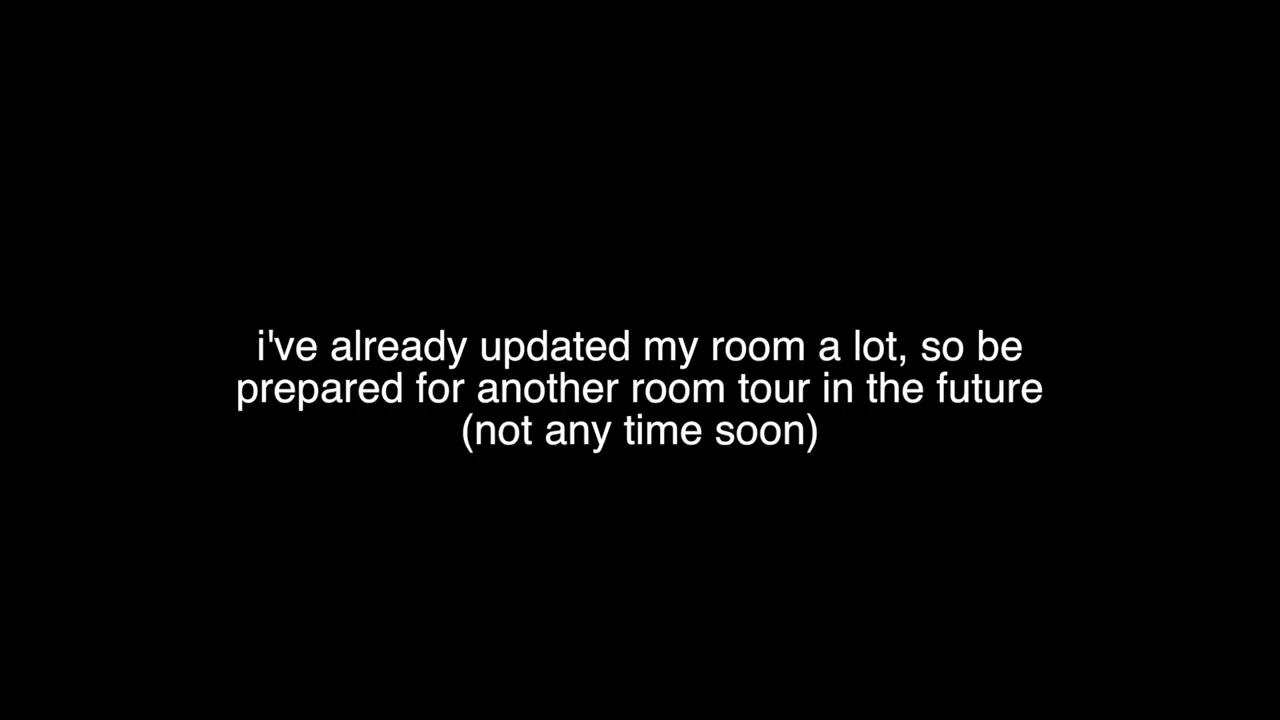 i've already updated my room a lot, so be
prepared for another room tour in the future
(not any time soon)